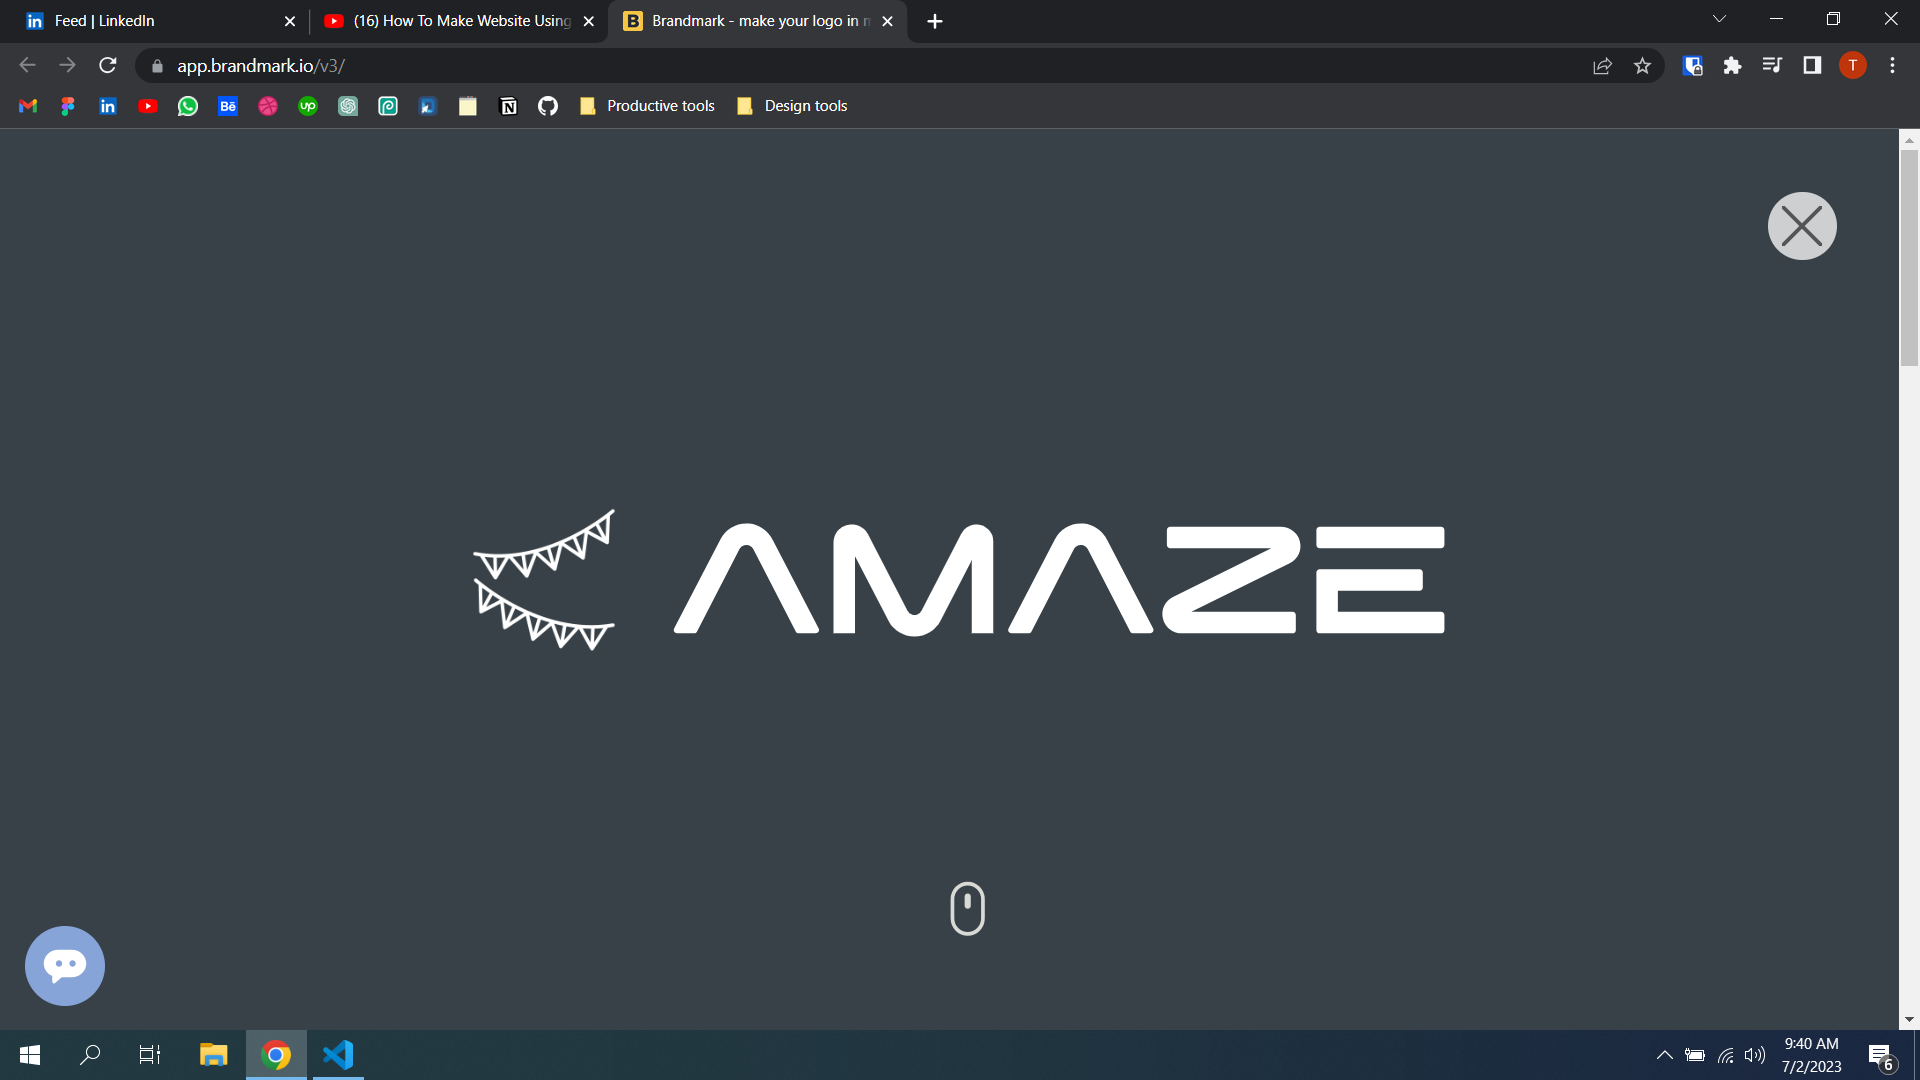 Feed | LinkedIn
(16) How To Make Website Using
Brandmark - make your logo in
app.brandmark.io/v3/
Productive tools
Design tools
AMAZE
9:40 AM
7/2/2023
6